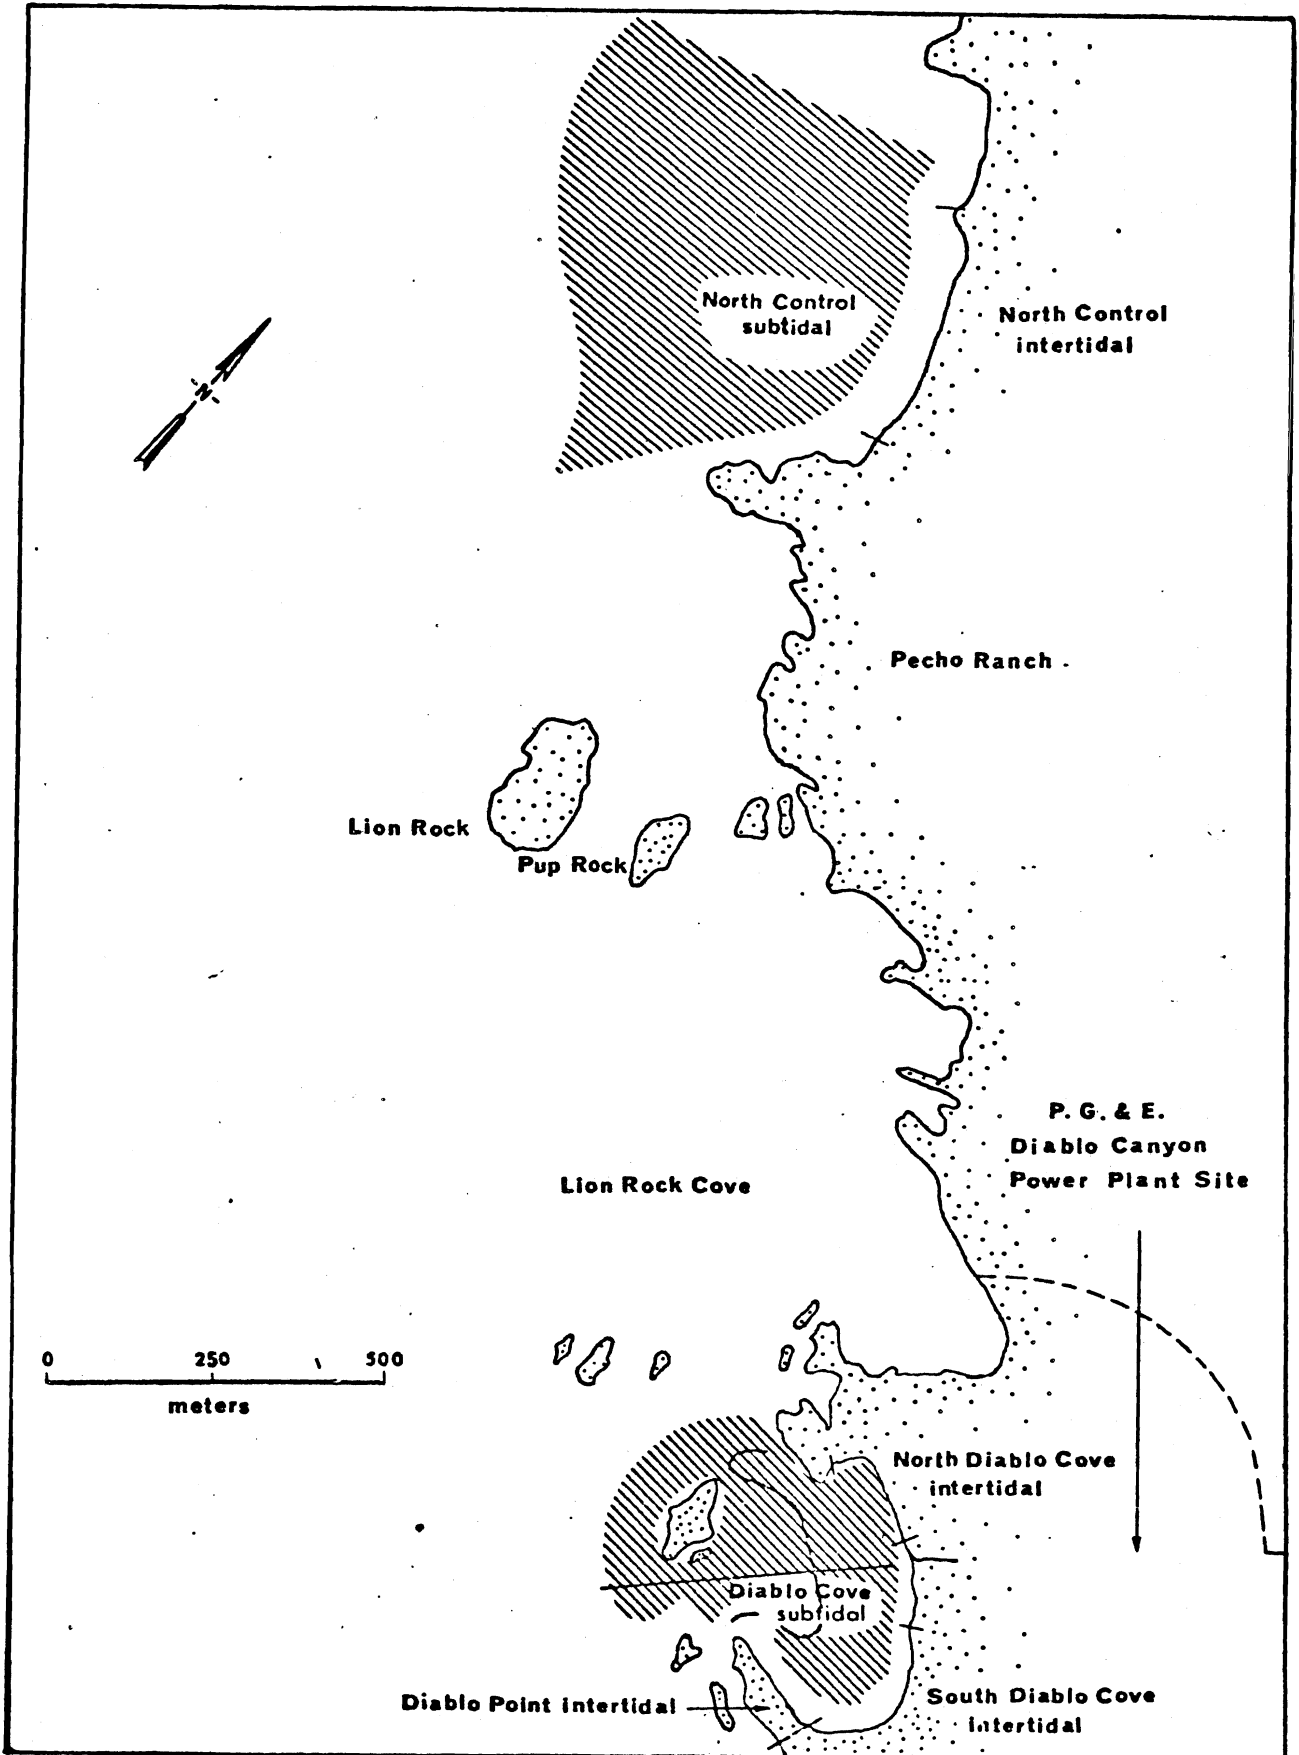 North Control
subtidal
North Control
intertidal
N
Pecho Ranch
Lion Rock
Pup Rock
P. G. & E.
Diablo Canyon
Power Plant Site
Lion Rock Cove
0 250 500
meters
North Diablo Cove
intertidal
Diablo Cove
subtidal
Diablo Point intertidal
South Diablo Cove
intertidal